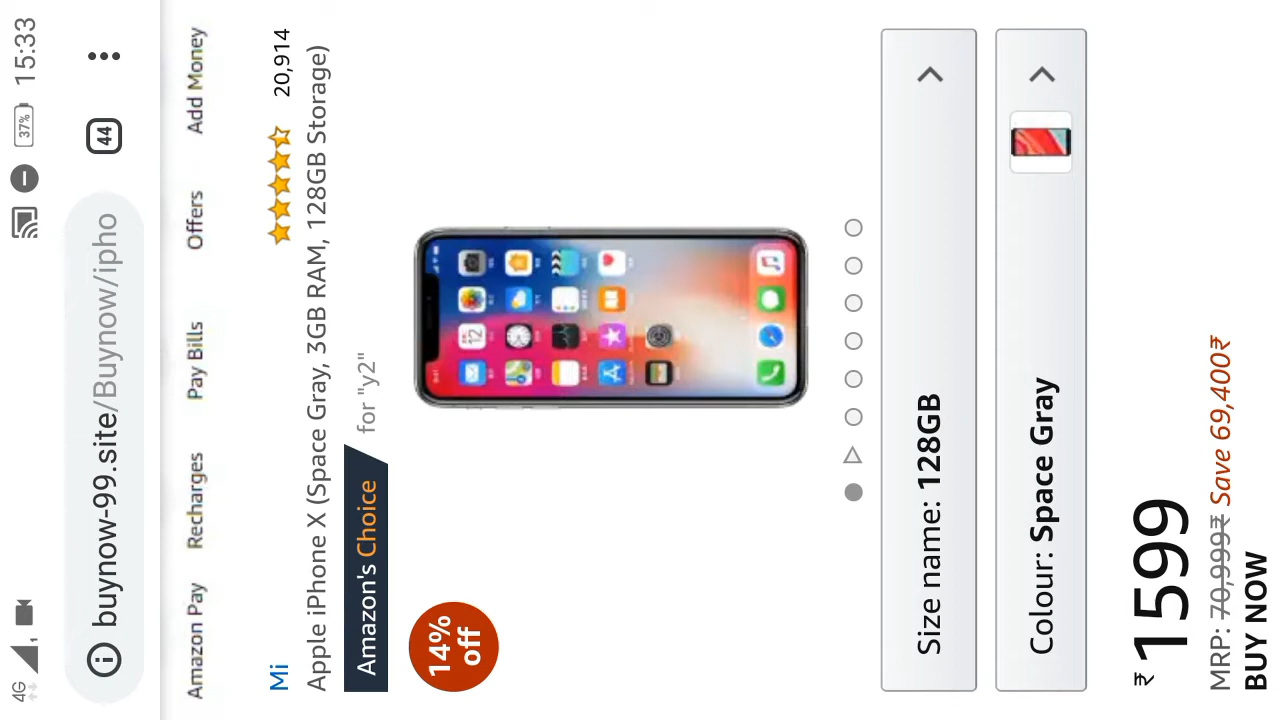 4G 1 37% 15:33
buynow-99.site/Buynow/ipho 44
Amazon Pay Recharges Pay Bills Offers Add Money
Mi 20,914
Apple iPhone X (Space Gray, 3GB RAM, 128GB Storage)
Amazon's Choice for "y2"
14%
off
Size name: 128GB
Colour: Space Gray
₹1599
MRP: 70,999₹ Save 69,400₹
BUY NOW